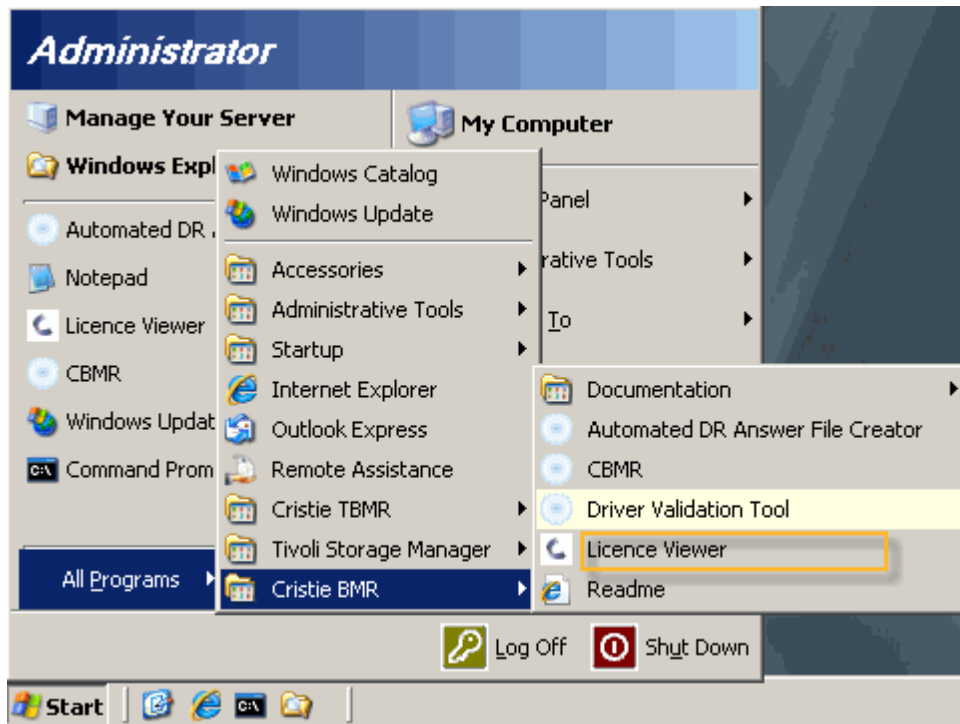 Administrator
Manage Your Server
My Computer
Windows Expl
Automated DR
Notepad
Licence Viewer
CBMR
Windows Updat
Command Prom
All Programs
Windows Catalog
Windows Update
Accessories
Administrative Tools
Startup
Internet Explorer
Outlook Express
Remote Assistance
Cristie TBMR
Tivoli Storage Manager
Cristie BMR
Panel
rative Tools
To
Documentation
Automated DR Answer File Creator
CBMR
Driver Validation Tool
Licence Viewer
Readme
Log Off
Shut Down
Start